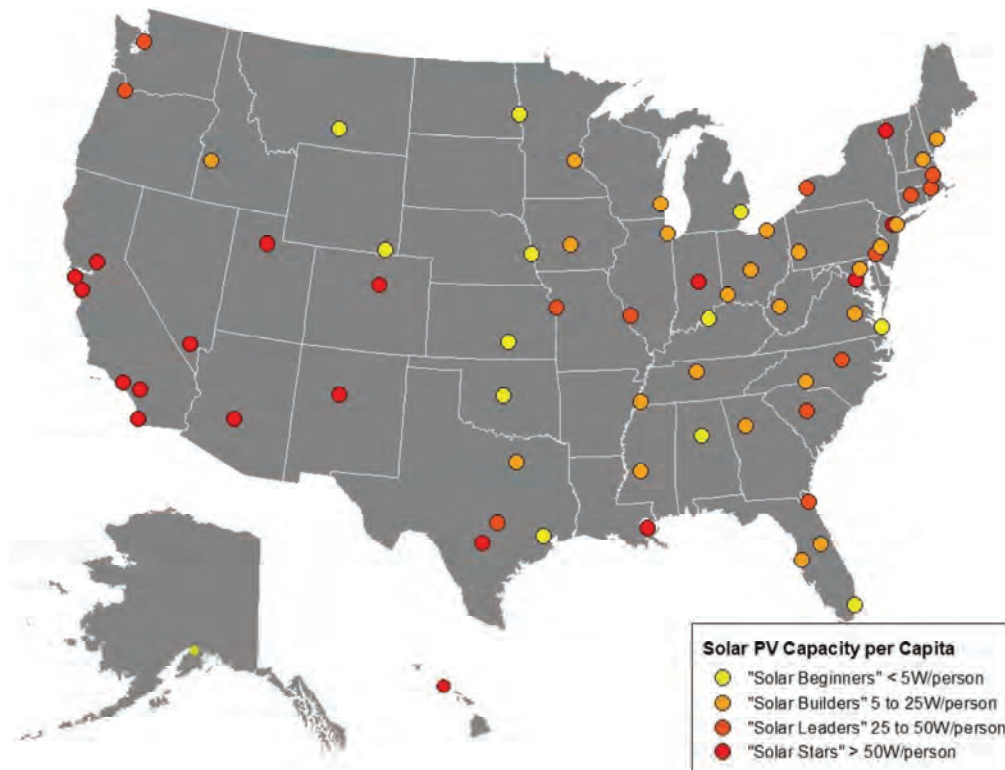 Solar PV Capacity per Capita
"Solar Beginners" < 5W/person
"Solar Builders" 5 to 25W/person
"Solar Leaders" 25 to 50W/person
"Solar Stars" > 50W/person